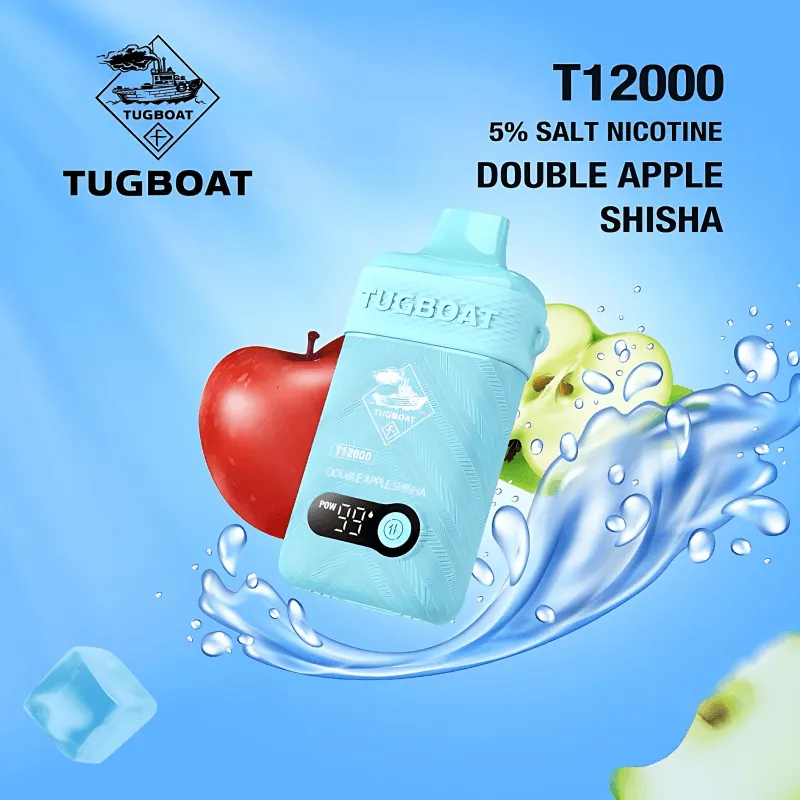 TUGBOAT
TUGBOAT
T12000
5% SALT NICOTINE
DOUBLE APPLE
SHISHA
TUGBOAT
TUGBOAT
T12000
DOUBLE APPLE SHISHA
POW 99